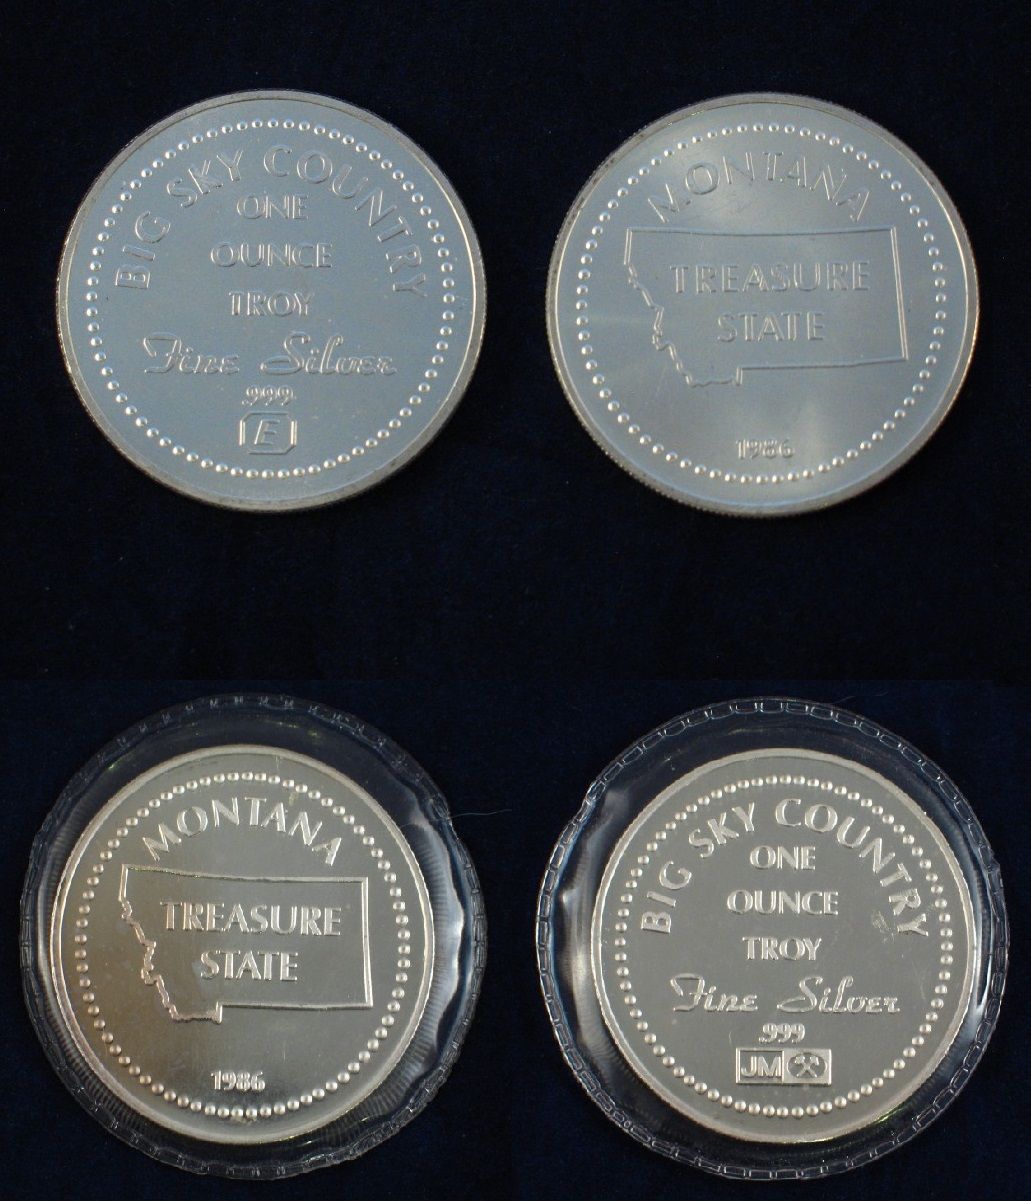 BIG SKY COUNTRY
ONE
OUNCE
TROY
Fine Silver
.999
E
MONTANA
TREASURE
STATE
1986
MONTANA
TREASURE
STATE
1986
BIG SKY COUNTRY
ONE
OUNCE
TROY
Fine Silver
.999
JM